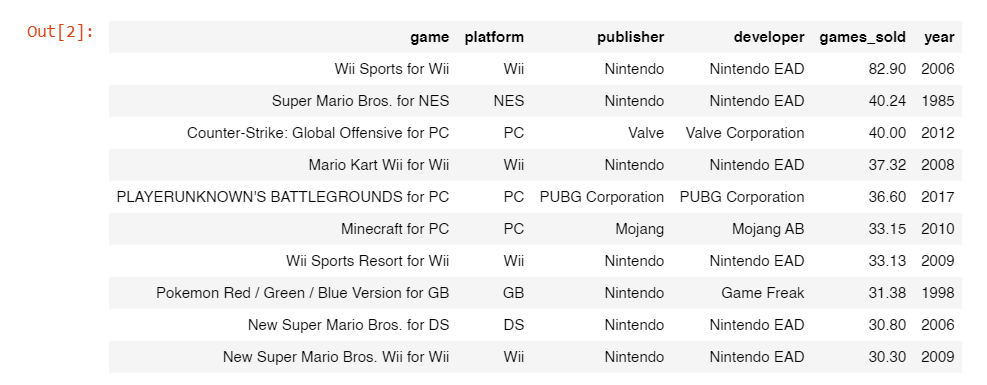 Out[2]:
game platform publisher developer games_sold year
Wii Sports for Wii Wii Nintendo Nintendo EAD 82.90 2006
Super Mario Bros. for NES NES Nintendo Nintendo EAD 40.24 1985
Counter-Strike: Global Offensive for PC PC Valve Valve Corporation 40.00 2012
Mario Kart Wii for Wii Wii Nintendo Nintendo EAD 37.32 2008
PLAYERUNKNOWN'S BATTLEGROUNDS for PC PC PUBG Corporation PUBG Corporation 36.60 2017
Minecraft for PC PC Mojang Mojang AB 33.15 2010
Wii Sports Resort for Wii Wii Nintendo Nintendo EAD 33.13 2009
Pokemon Red / Green / Blue Version for GB GB Nintendo Game Freak 31.38 1998
New Super Mario Bros. for DS DS Nintendo Nintendo EAD 30.80 2006
New Super Mario Bros. Wii for Wii Wii Nintendo Nintendo EAD 30.30 2009